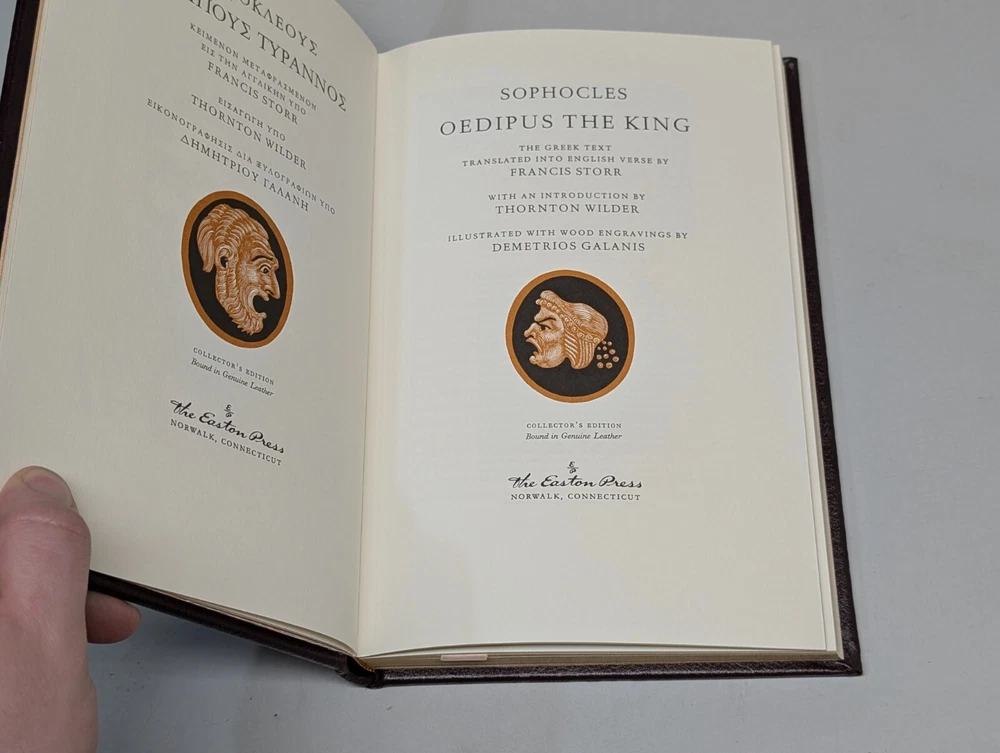 ΟΚΛΕΟΥΣ
ΙΠΟΥΣ ΤΥΡΑΝΝΟΣ
ΚΕΙΜΕΝΟΝ ΜΕΤΑΦΡΑΣΜΕΝΟΝ
ΕΙΣ ΤΗΝ ΑΓΓΛΙΚΗΝ ΥΠΟ
FRANCIS STORR
ΕΙΣΑΓΩΓΗ ΥΠΟ
THORNTON WILDER
ΕΙΚΟΝΟΓΡΑΦΗΣΙΣ ΔΙΑ ΞΥΛΟΓΡΑΦΙΩΝ ΥΠΟ
ΔΗΜΗΤΡΙΟΥ ΓΑΛΑΝΗ
COLLECTOR'S EDITION
Bound in Genuine Leather
The Easton Press
NORWALK, CONNECTICUT
SOPHOCLES
OEDIPUS THE KING
THE GREEK TEXT
TRANSLATED INTO ENGLISH VERSE BY
FRANCIS STORR
WITH AN INTRODUCTION BY
THORNTON WILDER
ILLUSTRATED WITH WOOD ENGRAVINGS BY
DEMETRIOS GALANIS
COLLECTOR'S EDITION
Bound in Genuine Leather
The Easton Press
NORWALK, CONNECTICUT